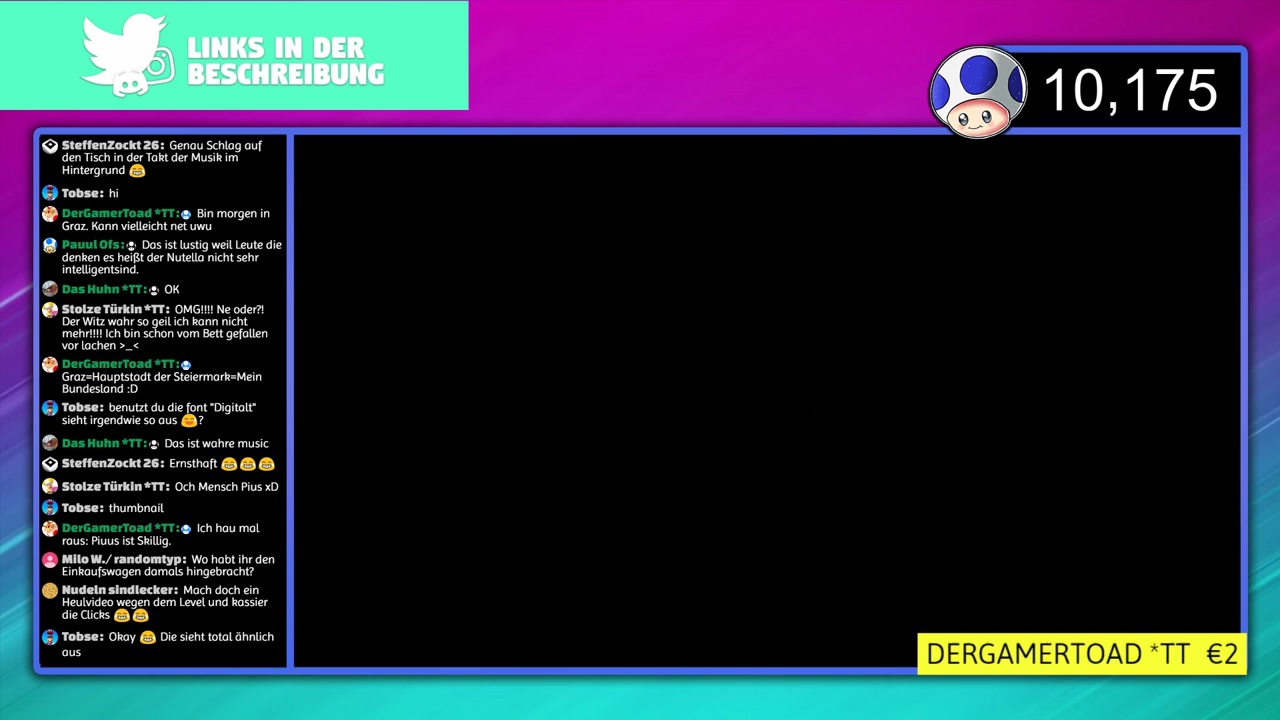 LINKS IN DER
BESCHREIBUNG
10,175
SteffenZockt 26: Genau Schlag auf
den Tisch in der Takt der Musik im
Hintergrund 😂
Tobse: hi
DerGamerToad *TT: Bin morgen in
Graz. Kann vielleicht net uwu
Pauul Ofs: Das ist lustig weil Leute die
denken es heißt der Nutella nicht sehr
intelligentsind.
Das Huhn *TT: OK
Stolze Türkin *TT: OMG!!!! Ne oder?!
Der Witz wahr so geil ich kann nicht
mehr!!!! Ich bin schon vom Bett gefallen
vor lachen >_<
DerGamerToad *TT:
Graz=Hauptstadt der Steiermark=Mein
Bundesland :D
Tobse: benutzt du die font "Digitalt"
sieht irgendwie so aus 😂?
Das Huhn *TT: Das ist wahre music
SteffenZockt 26: Ernsthaft 😂 😂 😂
Stolze Türkin *TT: Och Mensch Pius xD
Tobse: thumbnail
DerGamerToad *TT: Ich hau mal
raus: Piuus ist Skillig.
Milo W./ randomtyp: Wo habt ihr den
Einkaufswagen damals hingebracht?
Nudeln sindlecker: Mach doch ein
Heulvideo wegen dem Level und kassier
die Clicks 😂 😂
Tobse: Okay 😂 Die sieht total ähnlich
aus
DERGAMERTOAD *TT €2